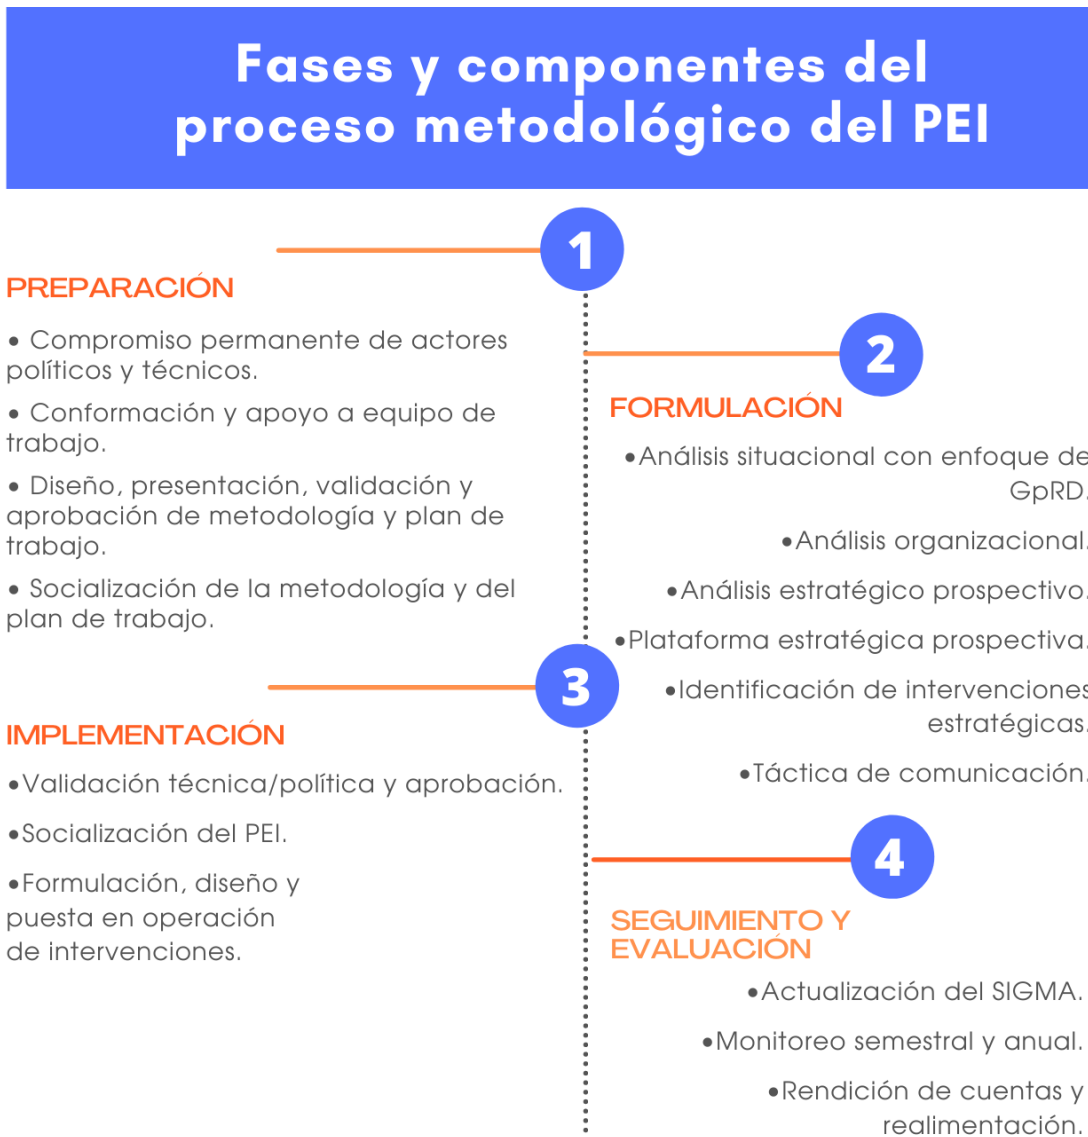 Fases y componentes del
proceso metodológico del PEI
1
PREPARACIÓN
• Compromiso permanente de actores
políticos y técnicos.
• Conformación y apoyo a equipo de
trabajo.
• Diseño, presentación, validación y
aprobación de metodología y plan de
trabajo.
• Socialización de la metodología y del
plan de trabajo.
2
FORMULACIÓN
•Análisis situacional con enfoque de
GpRD.
•Análisis organizacional.
•Análisis estratégico prospectivo.
•Plataforma estratégica prospectiva.
•Identificación de intervenciones
estratégicas.
•Táctica de comunicación.
3
IMPLEMENTACIÓN
•Validación técnica/política y aprobación.
•Socialización del PEI.
•Formulación, diseño y
puesta en operación
de intervenciones.
4
SEGUIMIENTO Y
EVALUACIÓN
•Actualización del SIGMA.
•Monitoreo semestral y anual.
•Rendición de cuentas y
realimentación.